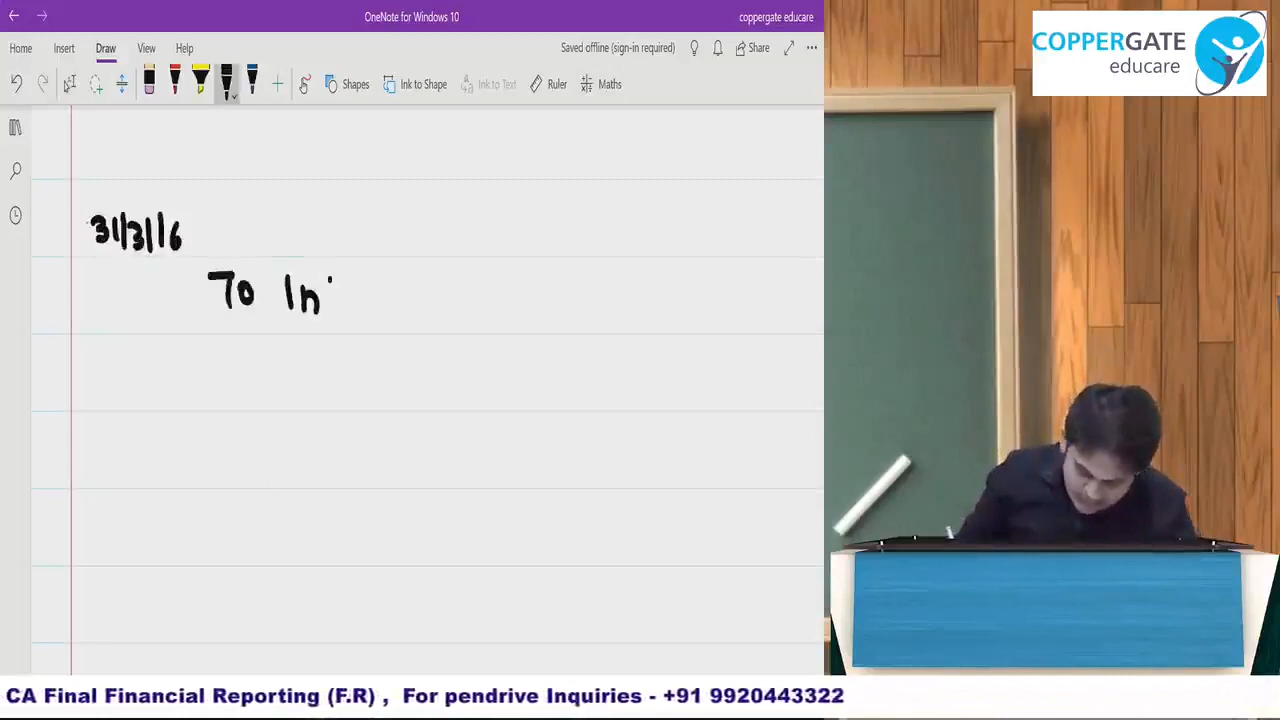 OneNote for Windows 10
coppergate educare
Home Insert Draw View Help
Saved offline (sign-in required)
Share
Shapes
Ink to Shape
Ink to Text
Ruler
Maths
COPPERGATE
educare
31/3/16
To In
CA Final Financial Reporting (F.R) , For pendrive Inquiries - +91 9920443322